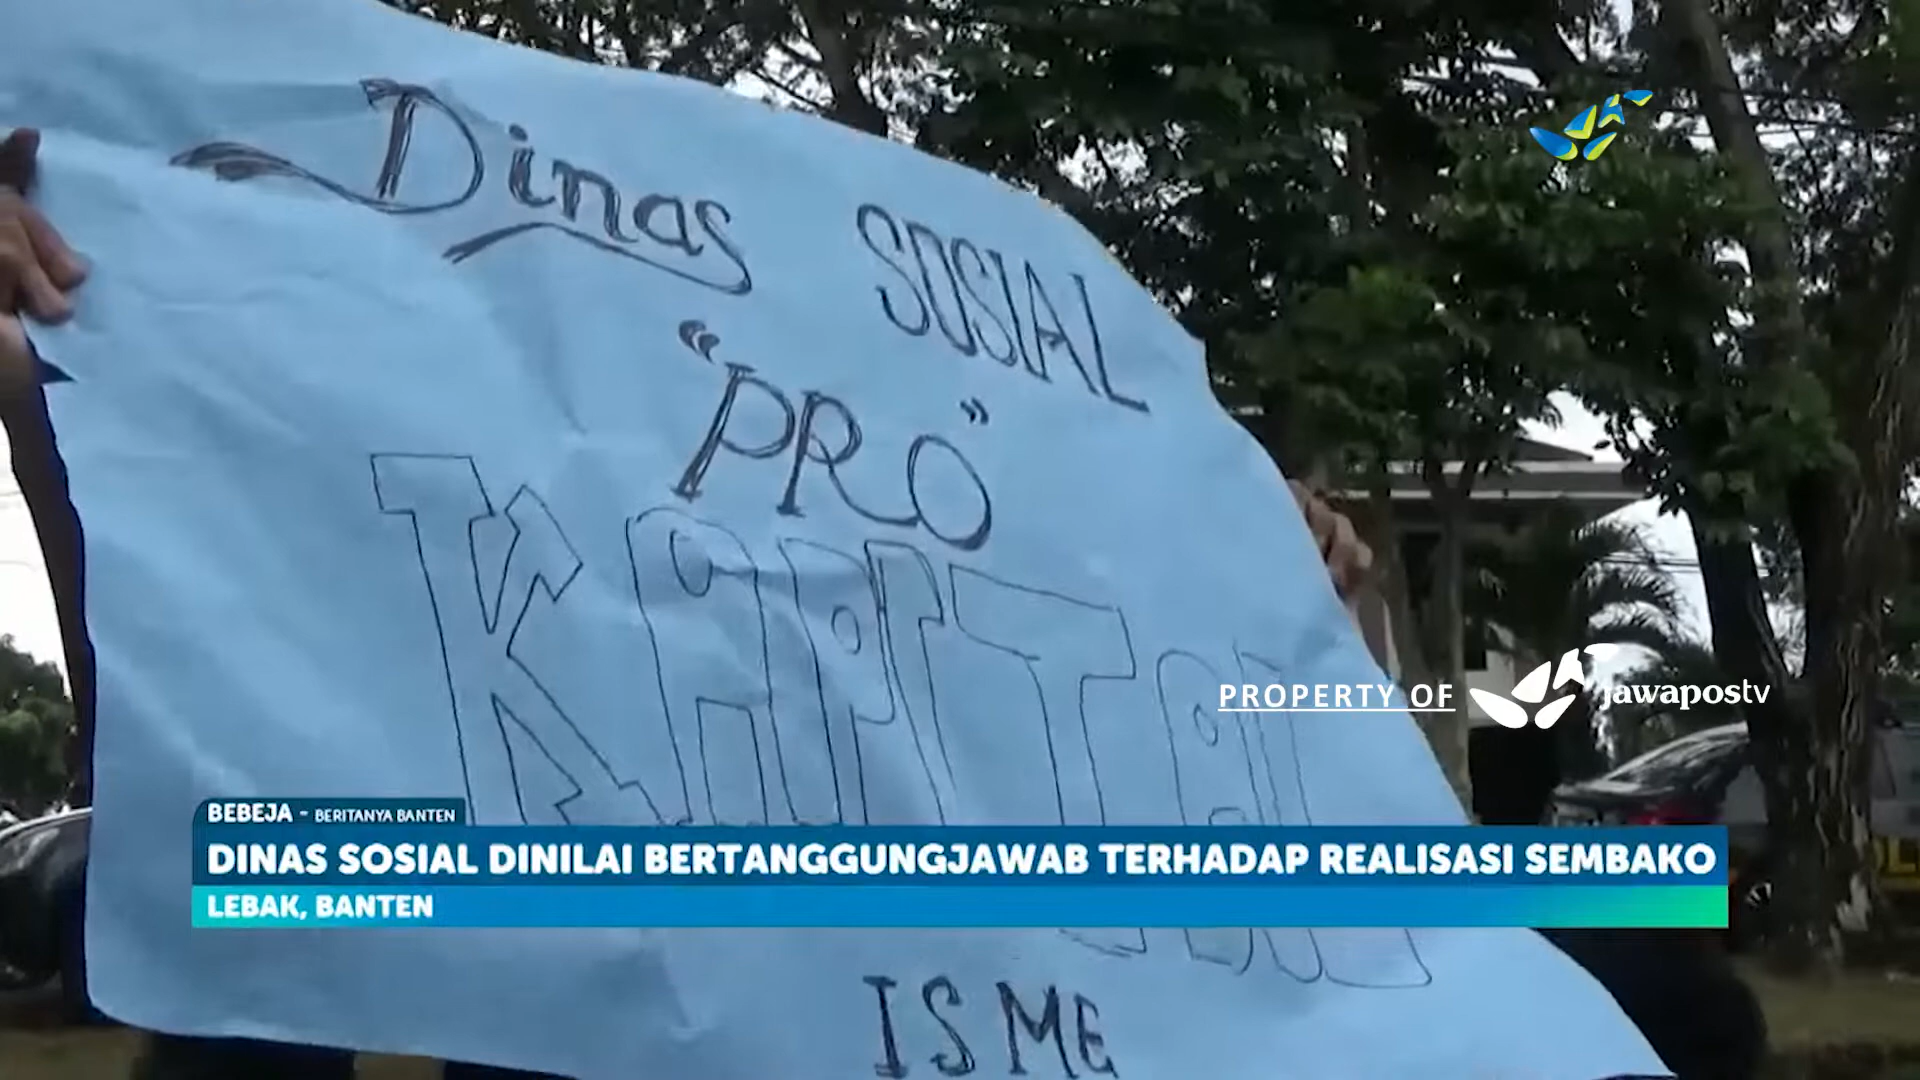 Dinas SOSIAL
"PRO"
KAPITAL
ISME
PROPERTY OF jawapostv
BEBEJA - BERITANYA BANTEN
DINAS SOSIAL DINILAI BERTANGGUNGJAWAB TERHADAP REALISASI SEMBAKO
LEBAK, BANTEN